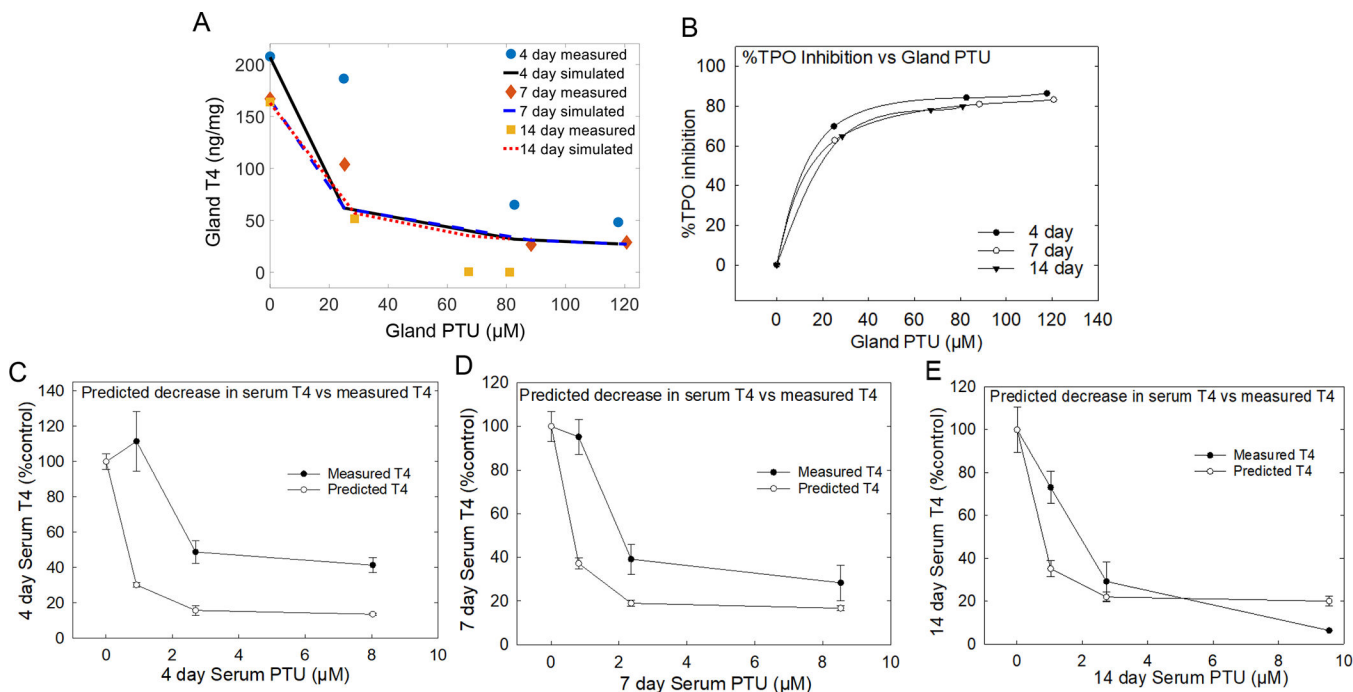 A
Gland T4 (ng/mg)
200
150
100
50
0
0
20
40
60
80
100
120
Gland PTU (µM)
4 day measured
4 day simulated
7 day measured
7 day simulated
14 day measured
14 day simulated
B
%TPO Inhibition vs Gland PTU
%TPO inhibition
100
80
60
40
20
0
0
20
40
60
80
100
120
140
Gland PTU (µM)
4 day
7 day
14 day
C
Predicted decrease in serum T4 vs measured T4
4 day Serum T4 (%control)
140
120
100
80
60
40
20
0
0
2
4
6
8
10
4 day Serum PTU (µM)
Measured T4
Predicted T4
D
Predicted decrease in serum T4 vs measured T4
7 day Serum T4 (%control)
120
100
80
60
40
20
0
0
2
4
6
8
10
7 day Serum PTU (µM)
Measured T4
Predicted T4
E
Predicted decrease in serum T4 vs measured T4
14 day Serum T4 (%control)
120
100
80
60
40
20
0
0
2
4
6
8
10
14 day Serum PTU (µM)
Measured T4
Predicted T4